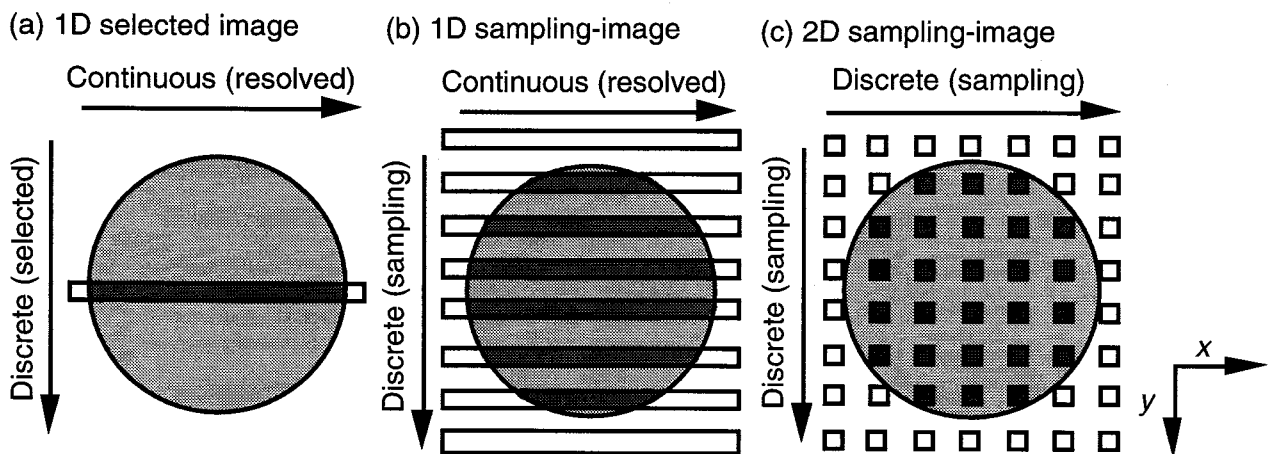 (a) 1D selected image
Continuous (resolved)
Discrete (selected)
(b) 1D sampling-image
Continuous (resolved)
Discrete (sampling)
(c) 2D sampling-image
Discrete (sampling)
Discrete (sampling)
x
y